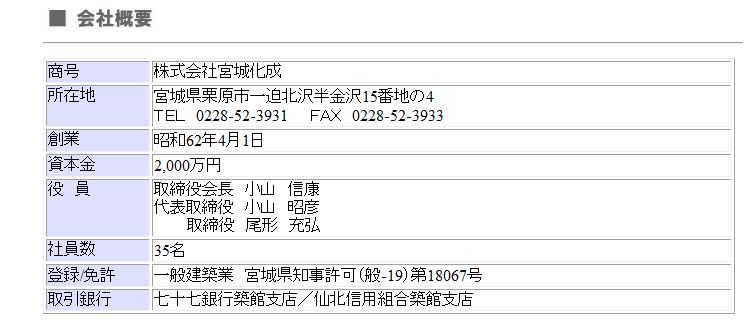 ■ 会社概要
商号 株式会社宮城化成
所在地 宮城県栗原市一迫北沢半金沢15番地の4
ＴＥＬ 0228-52-3931 ＦＡＸ 0228-52-3933
創業 昭和62年4月1日
資本金 2,000万円
役 員 取締役会長 小山 信康
代表取締役 小山 昭彦
取締役 尾形 充弘
社員数 35名
登録/免許 一般建築業 宮城県知事許可（般-19）第18067号
取引銀行 七十七銀行築館支店／仙北信用組合築館支店